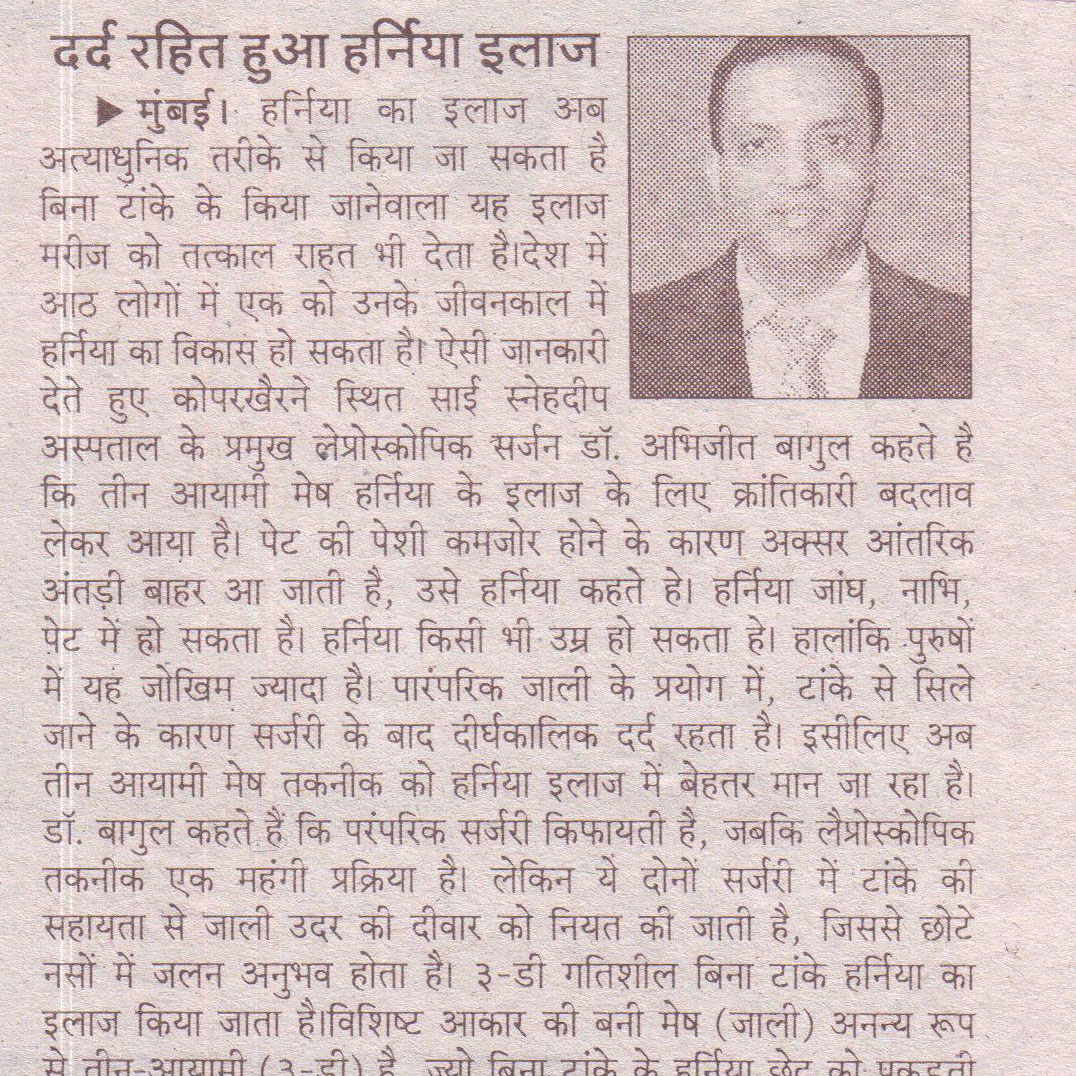 दर्द रहित हुआ हर्निया इलाज
▶ मुंबई। हर्निया का इलाज अब
अत्याधुनिक तरीके से किया जा सकता है
बिना टांके के किया जानेवाला यह इलाज
मरीज को तत्काल राहत भी देता है।देश में
आठ लोगों में एक को उनके जीवनकाल में
हर्निया का विकास हो सकता है। ऐसी जानकारी
देते हुए कोपरखैरने स्थित साई स्नेहदीप
अस्पताल के प्रमुख लेप्रोस्कोपिक सर्जन डॉ. अभिजीत बागुल कहते है
कि तीन आयामी मेष हर्निया के इलाज के लिए क्रांतिकारी बदलाव
लेकर आया है। पेट की पेशी कमजोर होने के कारण अक्सर आंतरिक
अंतड़ी बाहर आ जाती है, उसे हर्निया कहते हे। हर्निया जांघ, नाभि,
पेट में हो सकता है। हर्निया किसी भी उम्र हो सकता हे। हालांकि पुरुषों
में यह जोखिम ज्यादा है। पारंपरिक जाली के प्रयोग में, टांके से सिले
जाने के कारण सर्जरी के बाद दीर्घकालिक दर्द रहता है। इसीलिए अब
तीन आयामी मेष तकनीक को हर्निया इलाज में बेहतर मान जा रहा है।
डॉ. बागुल कहते हैं कि परंपरिक सर्जरी किफायती है, जबकि लैप्रोस्कोपिक
तकनीक एक महंगी प्रक्रिया है। लेकिन ये दोनों सर्जरी में टांके की
सहायता से जाली उदर की दीवार को नियत की जाती है, जिससे छोटे
नसों में जलन अनुभव होता है। ३-डी गतिशील बिना टांके हर्निया का
इलाज किया जाता है।विशिष्ट आकार की बनी मेष (जाली) अनन्य रूप
से तीन-आयामी (३-डी) है ज्यो बिना टांके के हर्निया छेद को पकडती